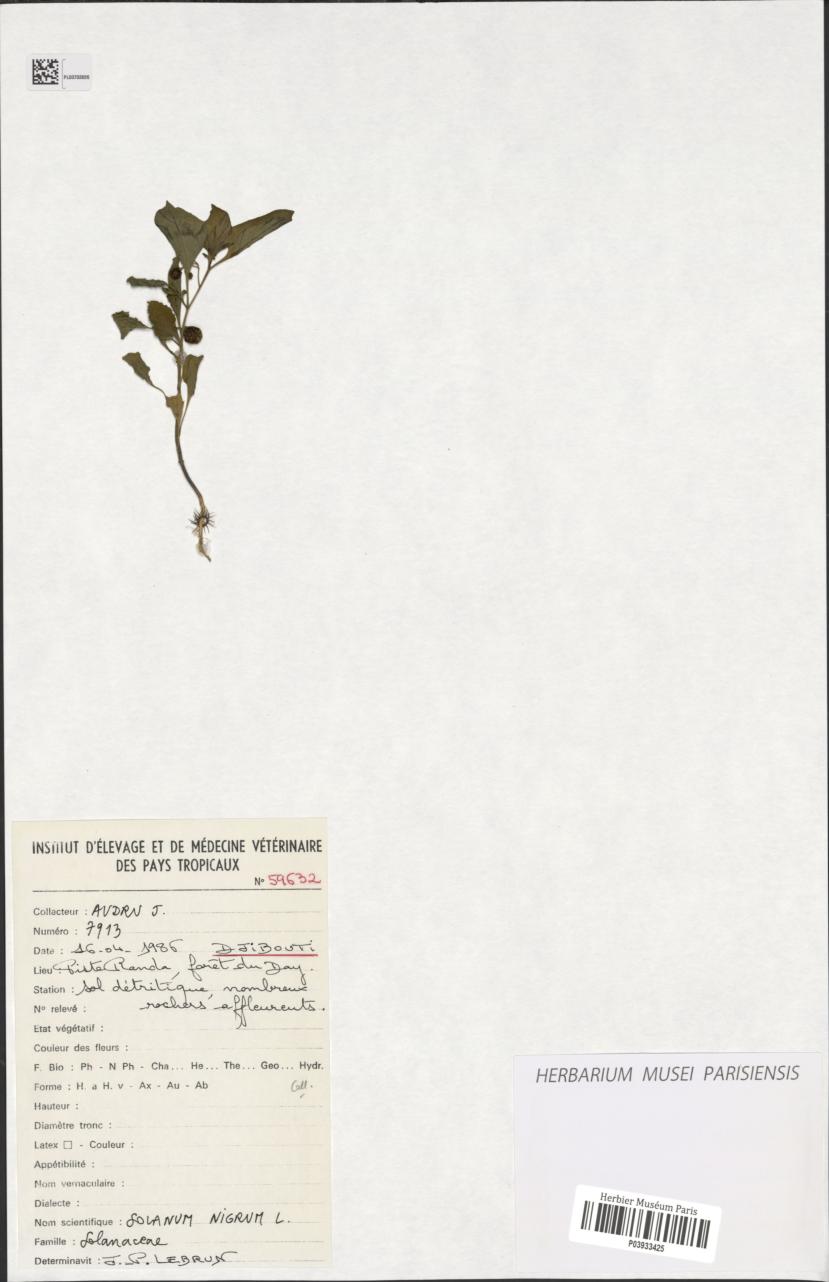 INSTITUT D'ÉLEVAGE ET DE MÉDECINE VÉTÉRINAIRE
DES PAYS TROPICAUX
N° 59632
Collecteur : AUDRU J.
Numéro : 7913
Date : 16-04-1986 DJIBOUTI
Lieu : Piste Randa, forêt du Day.
Station : Sol détritique, nombreux
N° relevé : rochers affleurents.
Etat végétatif :
Couleur des fleurs :
F. Bio : Ph - N Ph - Cha... He... The... Geo... Hydr.
Forme : H. a H. v - Ax - Au - Ab Coll.
Hauteur :
Diamètre tronc :
Latex ☐ - Couleur :
Appétibilité :
Nom vernaculaire :
Dialecte :
Nom scientifique : SOLANUM NIGRUM L.
Famille : Solanaceae
Determinavit : J.P. LEBRUN
HERBARIUM MUSEI PARISIENSIS
Herbier Muséum Paris
P03933425